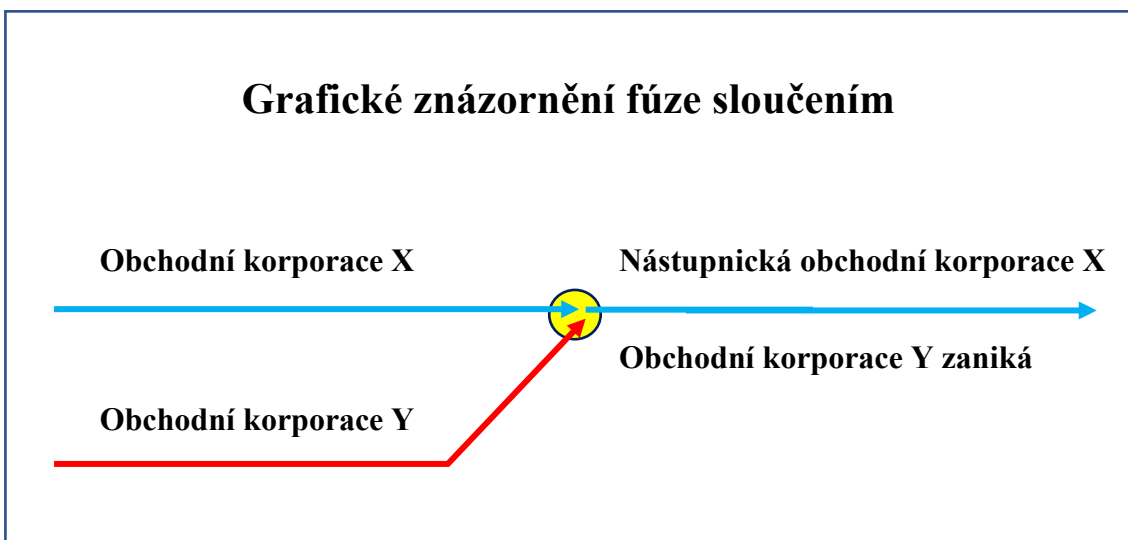 Grafické znázornění fúze sloučením
Obchodní korporace X
Nástupnická obchodní korporace X
Obchodní korporace Y zaniká
Obchodní korporace Y